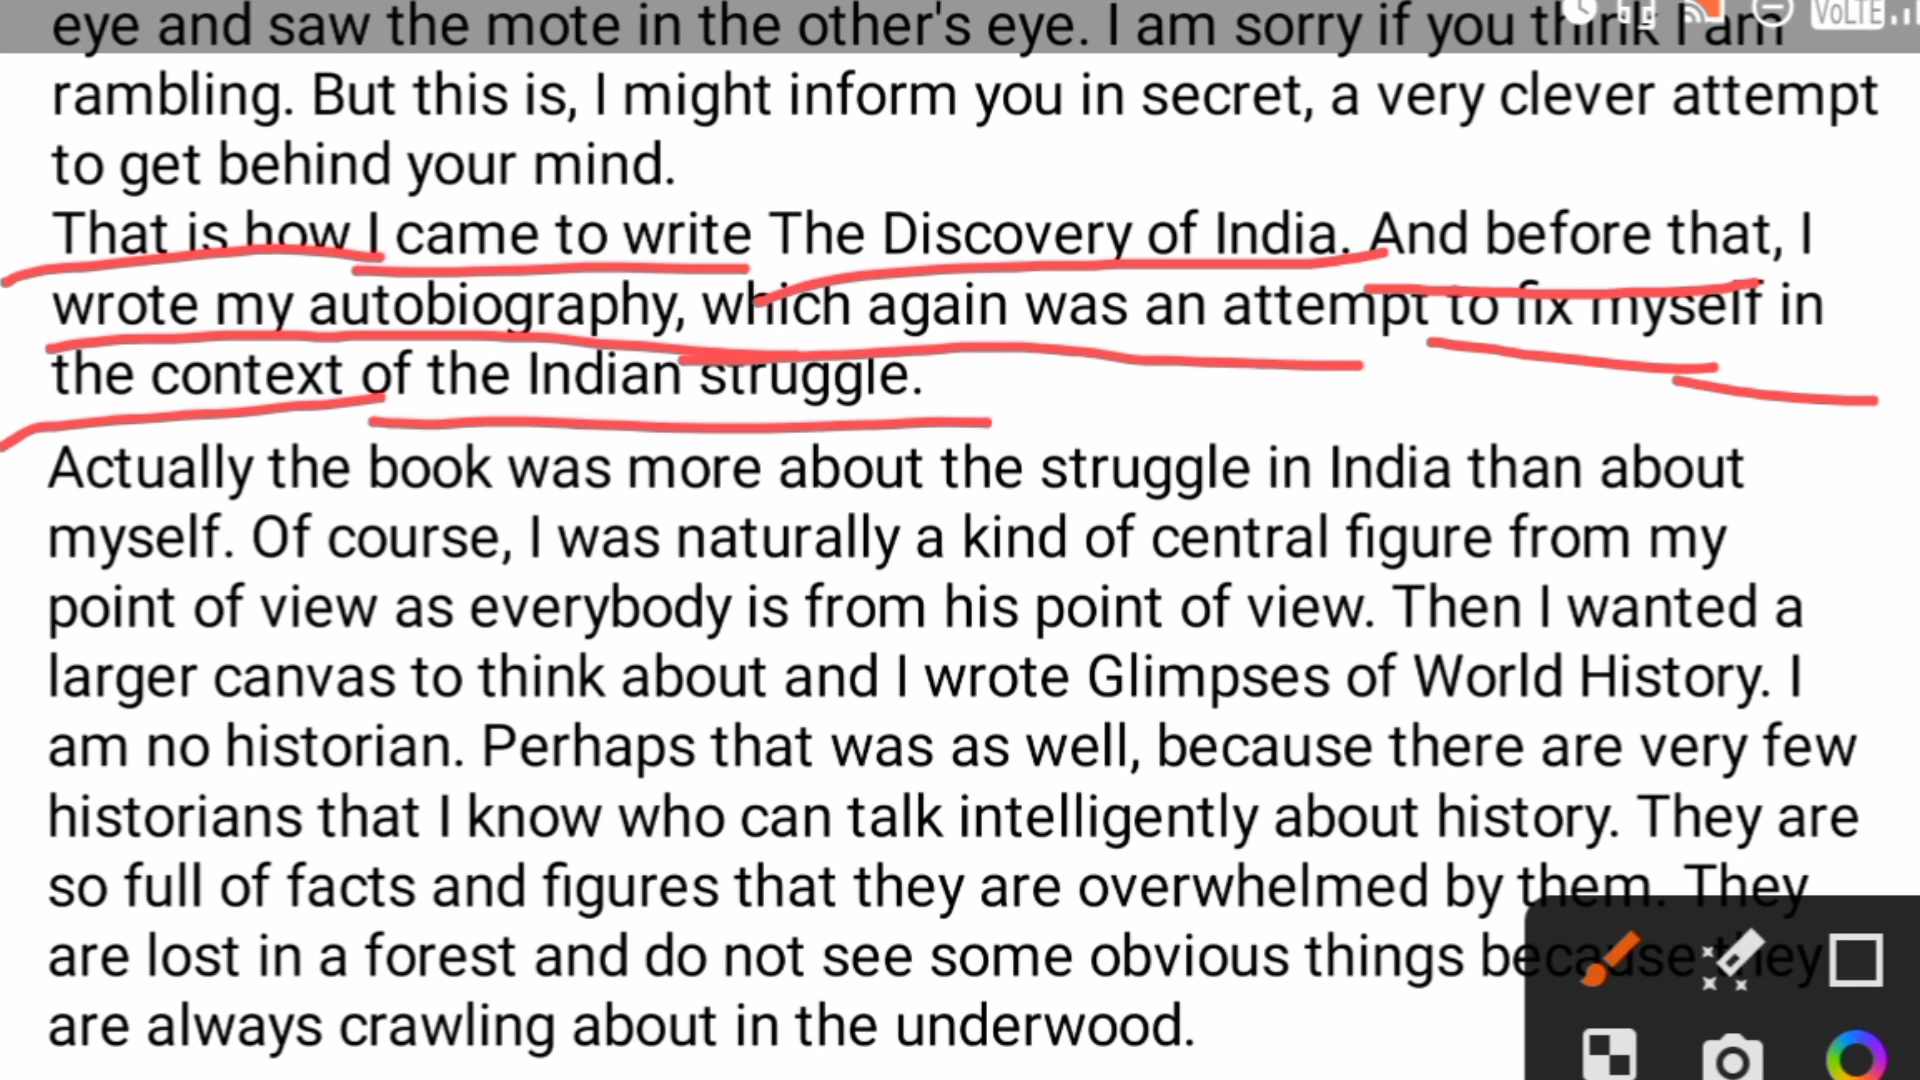 eye and saw the mote in the other's eye. I am sorry if you think I am
VoLTE
rambling. But this is, I might inform you in secret, a very clever attempt
to get behind your mind.
That is how I came to write The Discovery of India. And before that, I
wrote my autobiography, which again was an attempt to fix myself in
the context of the Indian struggle.
Actually the book was more about the struggle in India than about
myself. Of course, I was naturally a kind of central figure from my
point of view as everybody is from his point of view. Then I wanted a
larger canvas to think about and I wrote Glimpses of World History. I
am no historian. Perhaps that was as well, because there are very few
historians that I know who can talk intelligently about history. They are
so full of facts and figures that they are overwhelmed by them. They
are lost in a forest and do not see some obvious things because they
are always crawling about in the underwood.